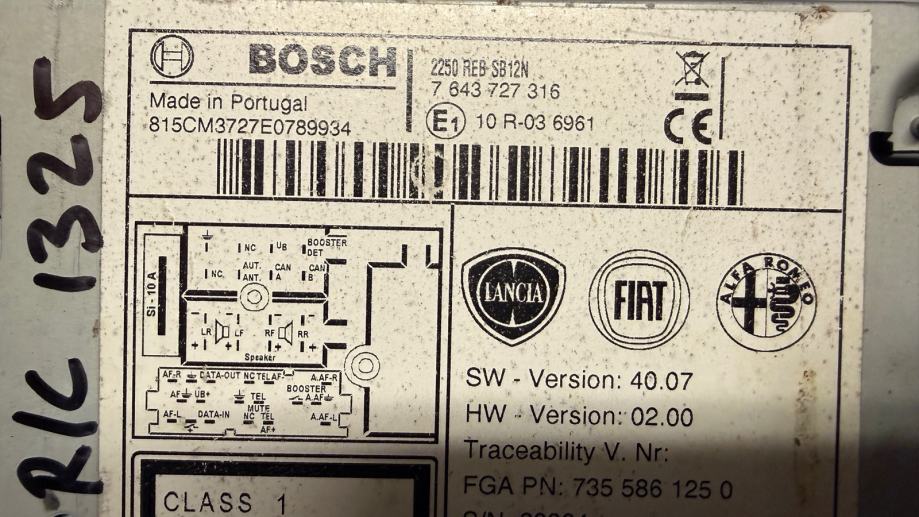 R/C 1325
BOSCH
Made in Portugal
815CM3727E0789934
2250 REB SB12N
7 643 727 316
E1 10 R-03 6961
CE
NC UB BOOSTER DET
NC AUT. ANT. CAN A CAN B
Si - 10 A
- - - -
LR LF RF RR
+ + + +
Speaker
AF-R DATA-OUT NC TEL AF- A.AF-R
AF UB+ TEL MUTE BOOSTER A.AF
AF-L DATA-IN NC TEL AF+ A.AF-L
LANCIA
FIAT
ALFA ROMEO
SW - Version: 40.07
HW - Version: 02.00
Traceability V. Nr:
FGA PN: 735 586 125 0
CLASS 1